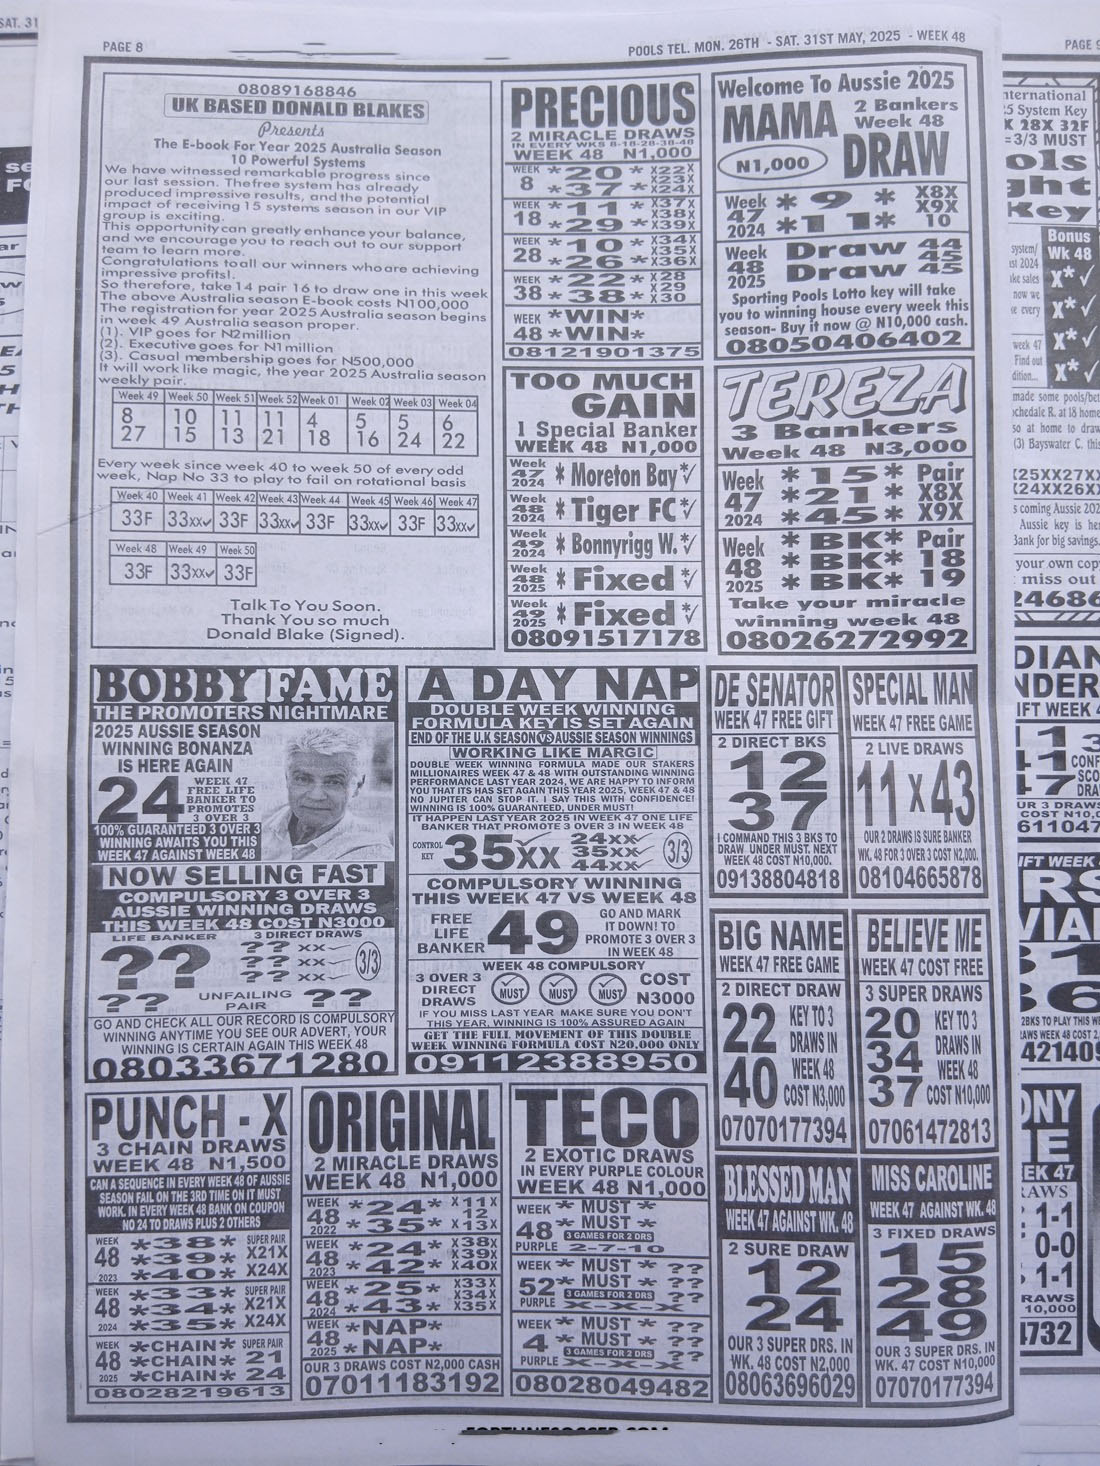 SAT. 31
PAGE 8
POOLS TEL. MON. 26TH - SAT. 31ST MAY, 2025 - WEEK 48
08089168846
UK BASED DONALD BLAKES
Presents
The E-book For Year 2025 Australia Season
10 Powerful Systems
We have witnessed remarkable progress since
our last session. The free system has already
produced impressive results, and the potential
impact of receiving 15 systems season in our VIP
group is exciting.
This opportunity can greatly enhance your balance,
and we encourage you to reach out to our support
team to learn more.
Congratulations to all our winners who are achieving
impressive profits!.
So therefore, take 14 pair 16 to draw one in this week
The above Australia season E-book costs N100,000
The registration for year 2025 Australia Season begins
in week 49 Australia season proper.
(1). VIP goes for N2million
(2). Executive goes for N1 million
(3). Casual membership goes for N500,000
It will work like magic, the year 2025 Australia season
weekly pair.
Week 49 Week 50 Week 51 Week 52 Week 01 Week 02 Week 03 Week 04
8 10 11 11 4 5 5 6
27 15 13 21 18 16 24 22
Every week since week 40 to week 50 of every odd
week, Nap No 33 to play to fail on rotational basis
Week 40 Week 41 Week 42 Week 43 Week 44 Week 45 Week 46 Week 47
33F 33xx✓ 33F 33xx✓ 33F 33xx✓ 33F 33xx✓
Week 48 Week 49 Week 50
33F 33xx✓ 33F
Talk To You Soon.
Thank You so much
Donald Blake (Signed).
PRECIOUS
2 MIRACLE DRAWS
IN EVERY WKS 8-18-28-38-48
WEEK 48 N1,000
WEEK 8 *20* X22X
*37* X23X
X24X
WEEK 18 *11* X37X
*29* X38X
X39X
WEEK 28 *10* X34X
*26* X35X
X36X
WEEK 38 *22* X28
*38* X29
X30
WEEK *WIN*
48 *WIN*
08121901375
Welcome To Aussie 2025
MAMA DRAW
2 Bankers
Week 48
N1,000
Week 47 2024 * 9 * X8X
*11* X9X
10
Week 48 2025 Draw 44
Draw 45
Sporting Pools Lotto key will take
you to winning house every week this
season- Buy it now @ N10,000 cash.
08050406402
TOO MUCH
GAIN
1 Special Banker
WEEK 48 N1,000
Week 47 2024 * Moreton Bay*✓
Week 48 2024 * Tiger FC*✓
Week 49 2024 * Bonnyrigg W.*✓
Week 48 2025 *Fixed*✓
Week 49 2025 *Fixed*✓
08091517178
TEREZA
3 Bankers
Week 48 N3,000
Week 47 2024 *15* Pair
*21* X8X
*45* X9X
Week 48 2025 *BK* Pair
*BK* 18
*BK* 19
Take your miracle
winning week 48
08026272992
BOBBY FAME
THE PROMOTERS NIGHTMARE
2025 AUSSIE SEASON
WINNING BONANZA
IS HERE AGAIN
24
WEEK 47
FREE LIFE
BANKER TO
PROMOTES
3 OVER 3
100% GUARANTEED 3 OVER 3
WINNING AWAITS YOU THIS
WEEK 47 AGAINST WEEK 48
NOW SELLING FAST
COMPULSORY 3 OVER 3
AUSSIE WINNING DRAWS
THIS WEEK 48 COST N3000
LIFE BANKER 3 DIRECT DRAWS
?? ?? XX
?? XX 3/3
?? XX
?? UNFAILING PAIR ??
GO AND CHECK ALL OUR RECORD IS COMPULSORY
WINNING ANYTIME YOU SEE OUR ADVERT, YOUR
WINNING IS CERTAIN AGAIN THIS WEEK 48
08033671280
A DAY NAP
DOUBLE WEEK WINNING
FORMULA KEY IS SET AGAIN
END OF THE U.K SEASON VS AUSSIE SEASON WINNINGS
WORKING LIKE MARGIC
DOUBLE WEEK WINNING FORMULA MADE OUR STAKERS
MILLIONAIRES WEEK 47 & 48 WITH OUTSTANDING WINNING
PERFORMANCE LAST YEAR 2024, WE ARE HAPPY TO INFORM
YOU THAT ITS HAS SET AGAIN THIS YEAR 2025, WEEK 47 & 48
NO JUPITER CAN STOP IT. I SAY THIS WITH CONFIDENCE!
WINNING IS 100% GUARANTEED, UNDER MUST!
IT HAPPEN LAST YEAR 2025 IN WEEK 47 ONE LIFE
BANKER THAT PROMOTE 3 OVER 3 IN WEEK 48
CONTROL KEY 35XX
24XX
35XX
44XX
3/3
COMPULSORY WINNING
THIS WEEK 47 VS WEEK 48
FREE LIFE BANKER 49
GO AND MARK
IT DOWN! TO
PROMOTE 3 OVER 3
IN WEEK 48
WEEK 48 COMPULSORY
3 OVER 3 DIRECT DRAWS
MUST MUST MUST
COST N3000
IF YOU MISS LAST YEAR MAKE SURE YOU DON'T
THIS YEAR, WINNING IS 100% ASSURED AGAIN
GET THE FULL MOVEMENT OF THIS DOUBLE
WEEK WINNING FORMULA COST N20,000 ONLY
09112388950
DE SENATOR
WEEK 47 FREE GIFT
2 DIRECT BKS
12
37
I COMMAND THIS 3 BKS TO
DRAW UNDER MUST. NEXT
WEEK 48 COST N10,000.
09138804818
SPECIAL MAN
WEEK 47 FREE GAME
2 LIVE DRAWS
11 X 43
OUR 2 DRAWS IS SURE BANKER
WK. 48 FOR 3 OVER 3 COST N2,000.
08104665878
BIG NAME
WEEK 47 FREE GAME
2 DIRECT DRAW
22
40
KEY TO 3
DRAWS IN
WEEK 48
COST N3,000
07070177394
BELIEVE ME
WEEK 47 COST FREE
3 SUPER DRAWS
20
34
37
KEY TO 3
DRAWS IN
WEEK 48
COST N10,000
07061472813
PUNCH - X
3 CHAIN DRAWS
WEEK 48 N1,500
CAN A SEQUENCE IN EVERY WEEK 48 OF AUSSIE
SEASON FAIL ON THE 3RD TIME ON IT MUST
WORK. IN EVERY WEEK 48 BANK ON COUPON
NO 24 TO DRAWS PLUS 2 OTHERS
WEEK 48 2023 *38* SUPER PAIR
*39* X21X
*40* X24X
WEEK 48 2024 *33* SUPER PAIR
*34* X21X
*35* X24X
WEEK 48 2025 *CHAIN* SUPER PAIR
*CHAIN* 21
*CHAIN* 24
08028219613
ORIGINAL
2 MIRACLE DRAWS
WEEK 48 N1,000
WEEK 48 2022 *24* X11X
*35* 12
X13X
WEEK 48 2023 *24* X38X
*42* X39X
X40X
WEEK 48 2024 *25* X33X
*43* X34X
X35X
WEEK 48 2025 *NAP*
*NAP*
OUR 3 DRAWS COST N2,000 CASH
07011183192
TECO
2 EXOTIC DRAWS
IN EVERY PURPLE COLOUR
WEEK 48 N1,000
WEEK * MUST *
48 * MUST *
3 GAMES FOR 2 DRS
PURPLE 2-7-10
WEEK * MUST * ??
52 * MUST * ??
3 GAMES FOR 2 DRS ??
PURPLE X-X-X
WEEK * MUST * ??
4 * MUST * ??
3 GAMES FOR 2 DRS ??
PURPLE X-X-X
08028049482
BLESSED MAN
WEEK 47 AGAINST WK. 48
2 SURE DRAW
12
24
OUR 3 SUPER DRS. IN
WK. 48 COST N2,000
08063696029
MISS CAROLINE
WEEK 47 AGAINST WK. 48
3 FIXED DRAWS
15
28
49
OUR 3 SUPER DRS. IN
WK. 47 COST N10,000
07070177394